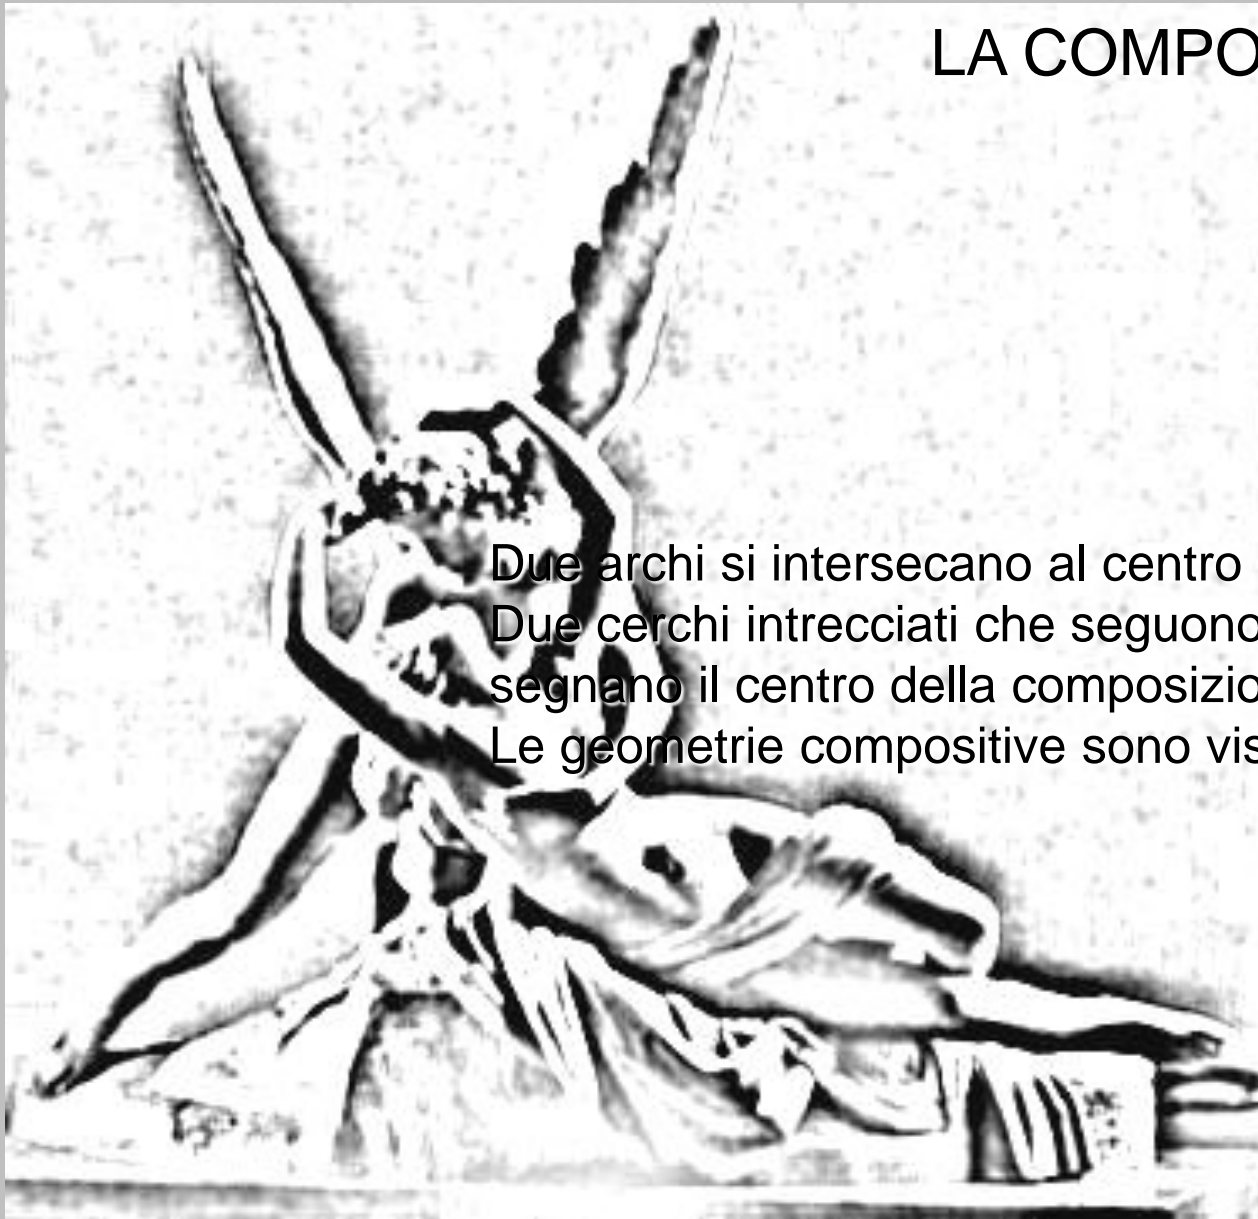 LA COMPO
Due archi si intersecano al centro
Due cerchi intrecciati che seguono
segnano il centro della composizio
Le geometrie compositive sono vis